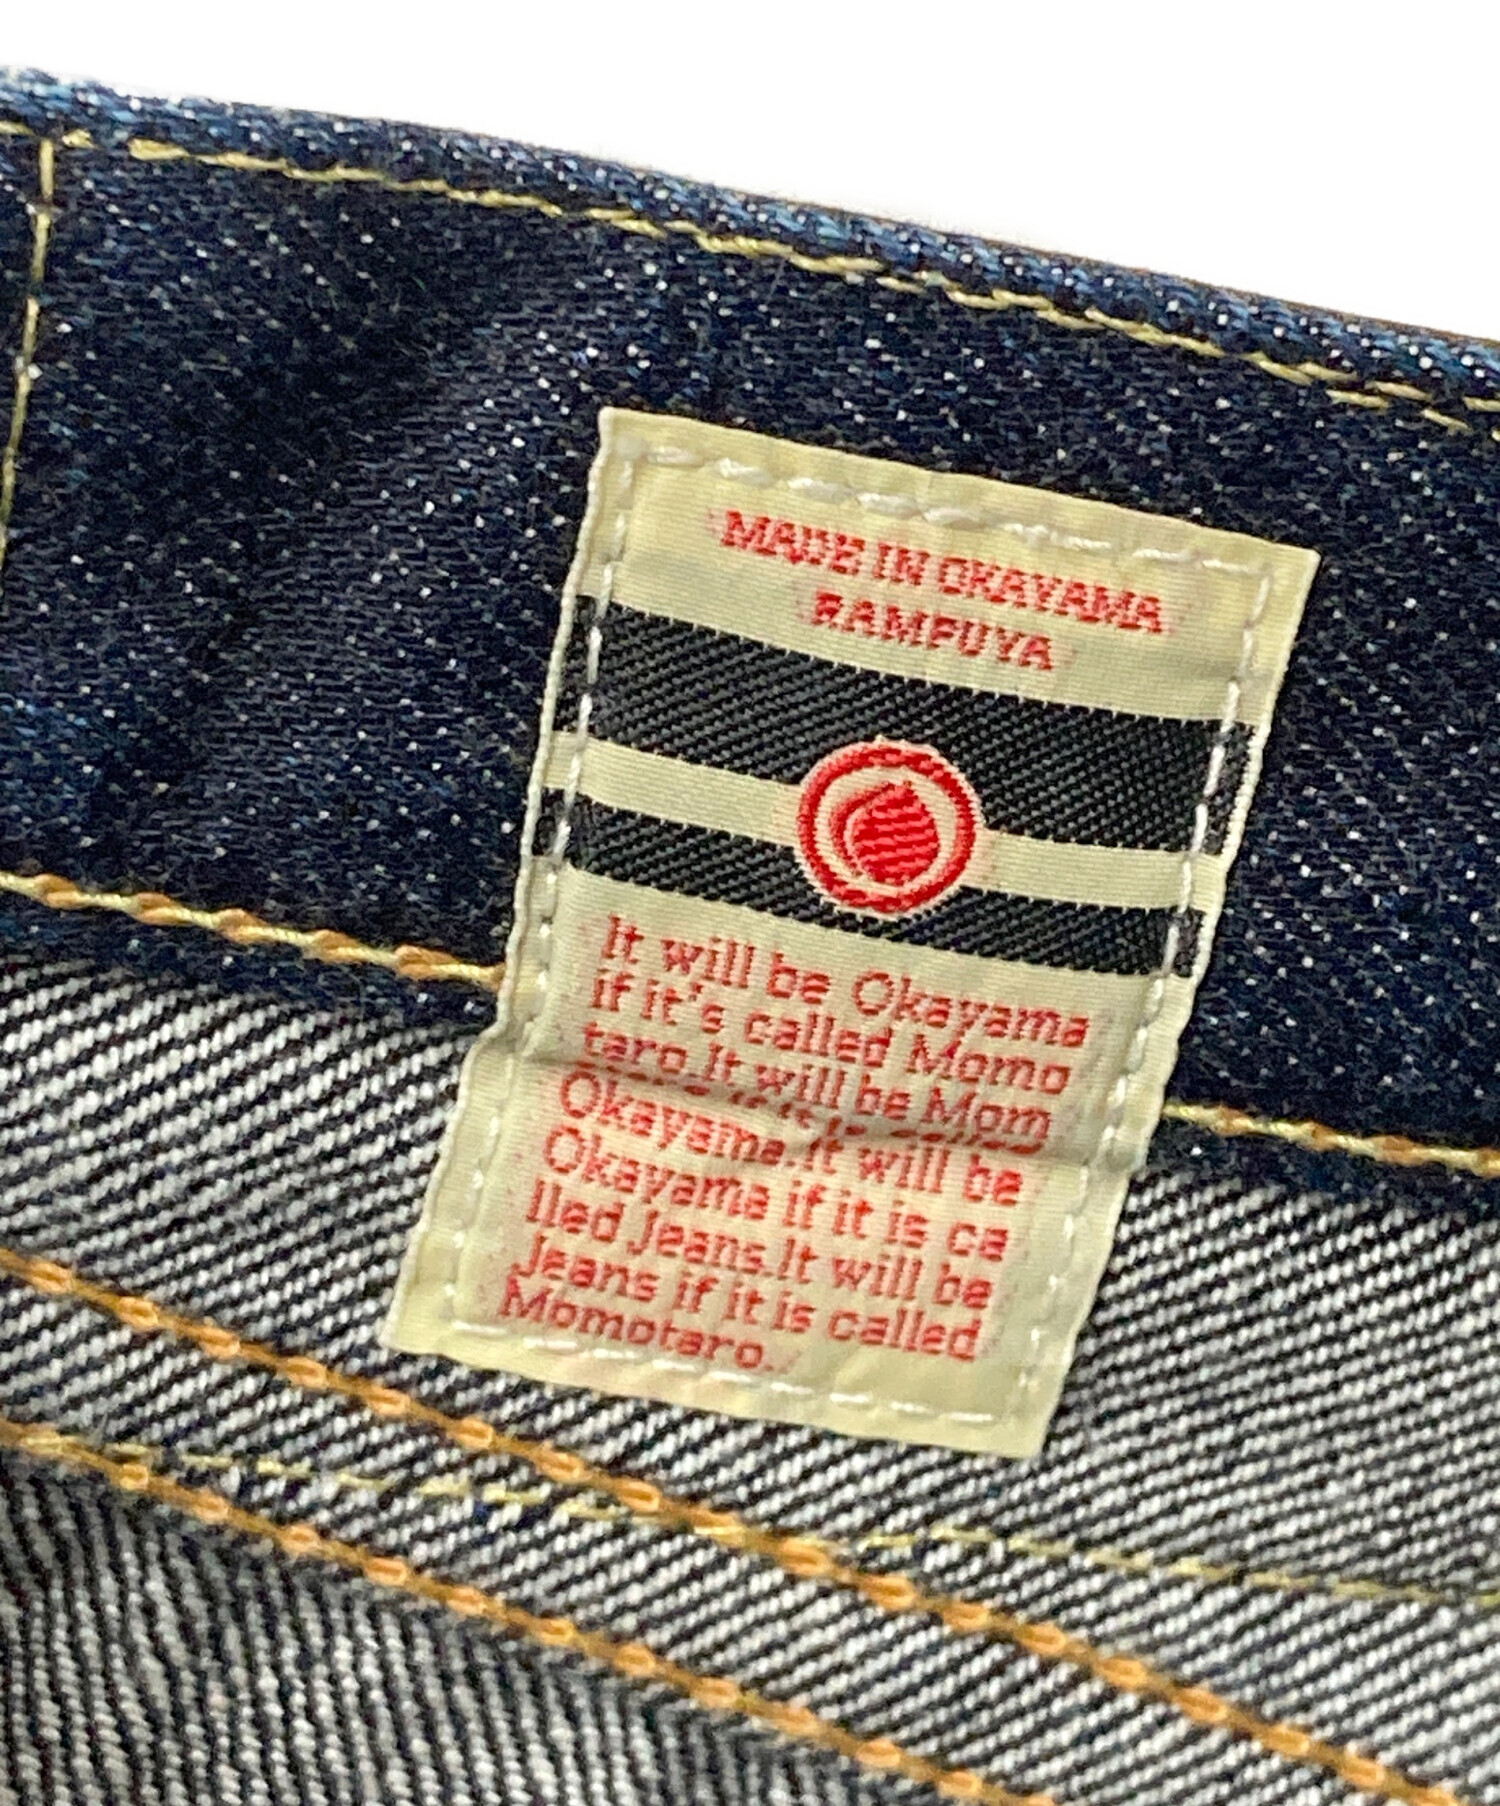 MADE IN OKAYAMA
RAMPUYA
It will be Okayama
if it's called Momo
taro.It will be Mom
Okayama.It will be
Okayama if it is ca
lled Jeans.It will be
Jeans if it is called
Momotaro.